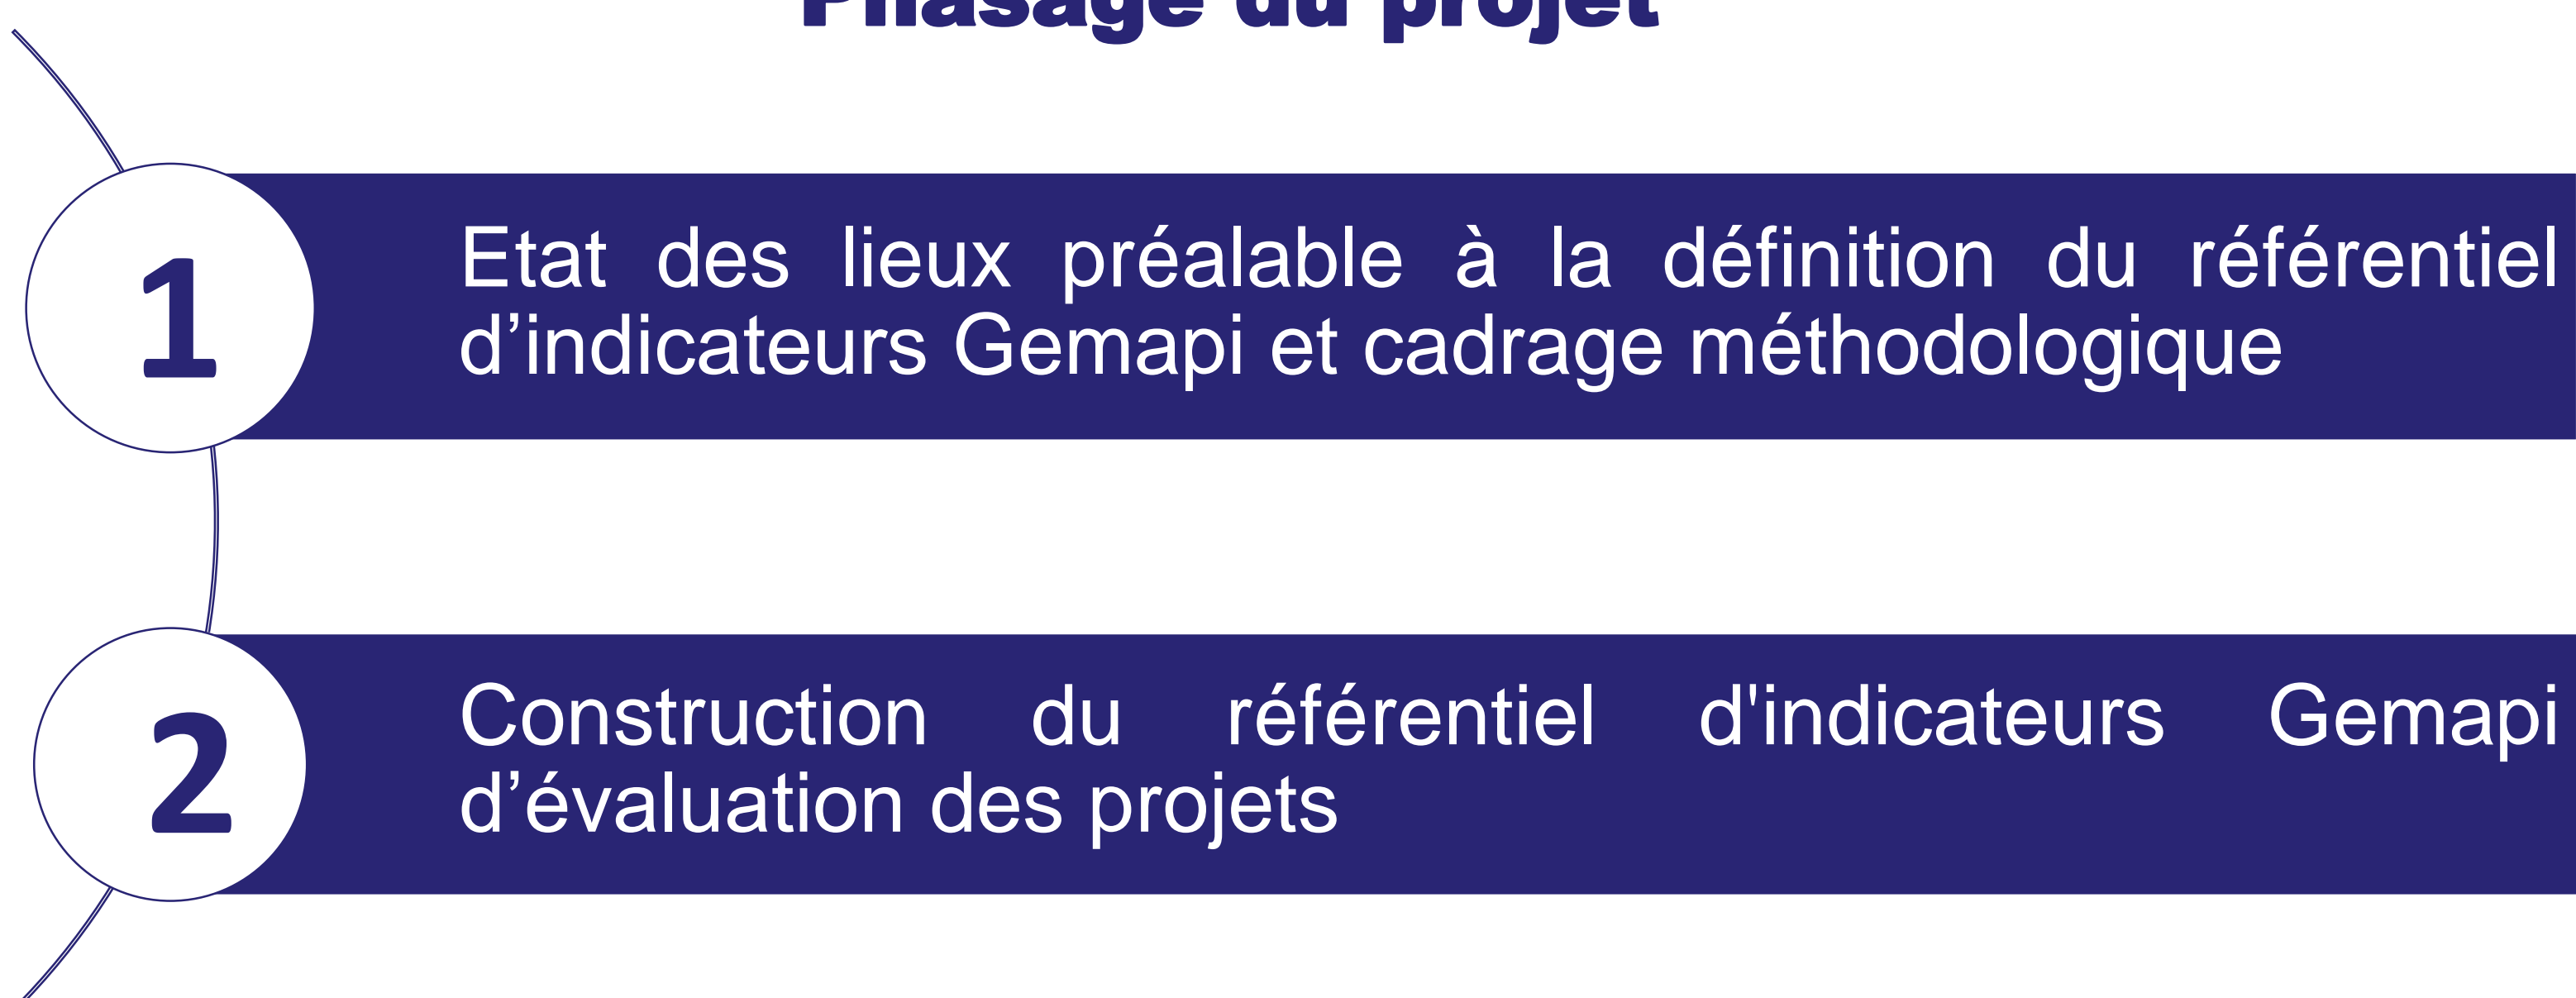 Phasage du projet
1
Etat des lieux préalable à la définition du référentiel
d’indicateurs Gemapi et cadrage méthodologique
2
Construction du référentiel d'indicateurs Gemapi
d’évaluation des projets